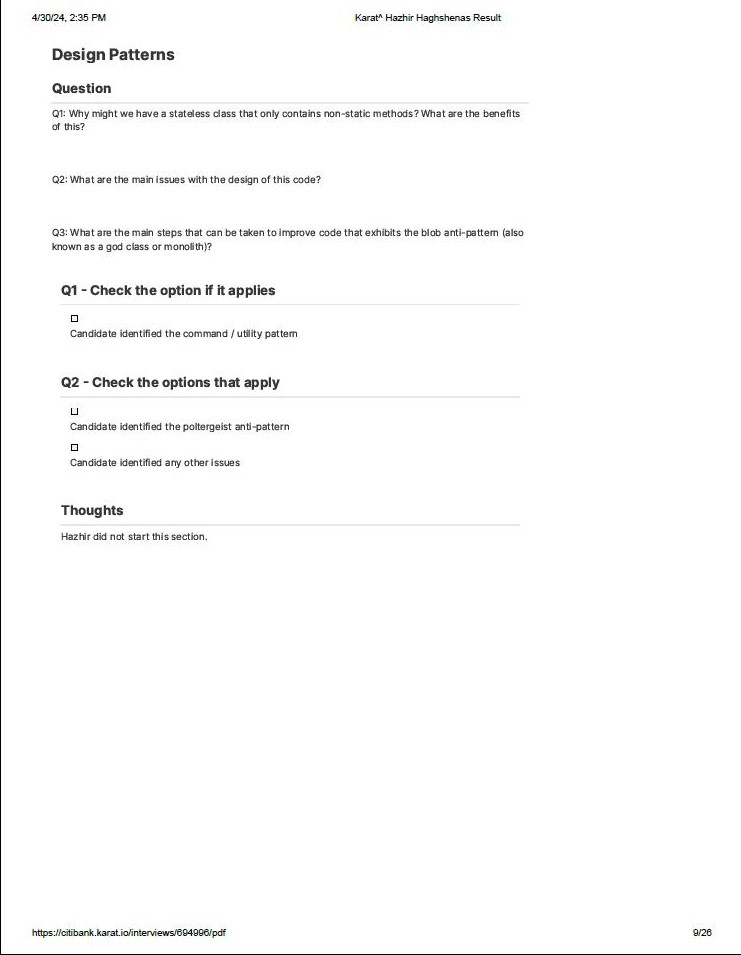 4/30/24, 2:35 PM
Karat^ Hazhir Haghshenas Result
Design Patterns
Question
Q1: Why might we have a stateless class that only contains non-static methods? What are the benefits
of this?
Q2: What are the main issues with the design of this code?
Q3: What are the main steps that can be taken to improve code that exhibits the blob anti-pattern (also
known as a god class or monolith)?
Q1 - Check the option if it applies
Candidate identified the command / utility pattern
Q2 - Check the options that apply
Candidate identified the poltergeist anti-pattern
Candidate identified any other issues
Thoughts
Hazhir did not start this section.
https://citibank.karat.io/interviews/694996/pdf
9/26